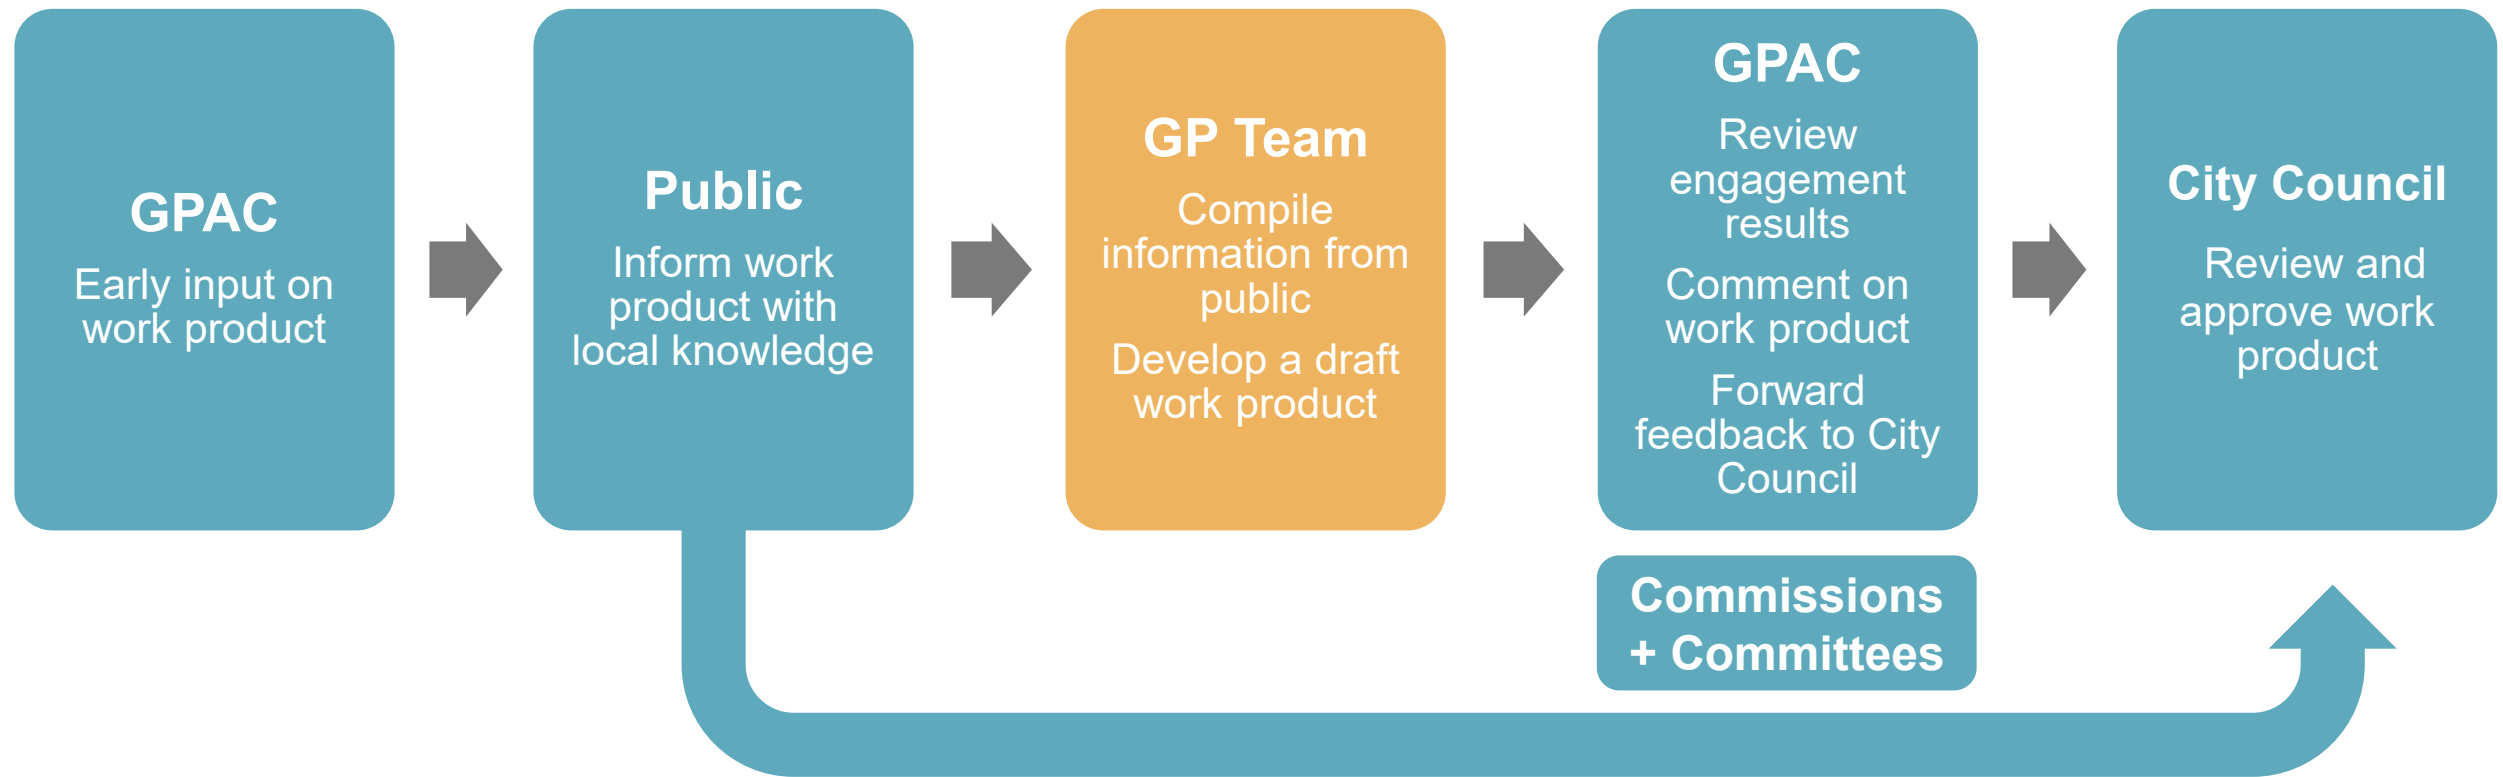 GPAC
Early input on
work product
Public
Inform work
product with
local knowledge
GP Team
Compile
information from
public
Develop a draft
work product
GPAC
Review
engagement
results
Comment on
work product
Forward
feedback to City
Council
Commissions
+ Committees
City Council
Review and
approve work
product